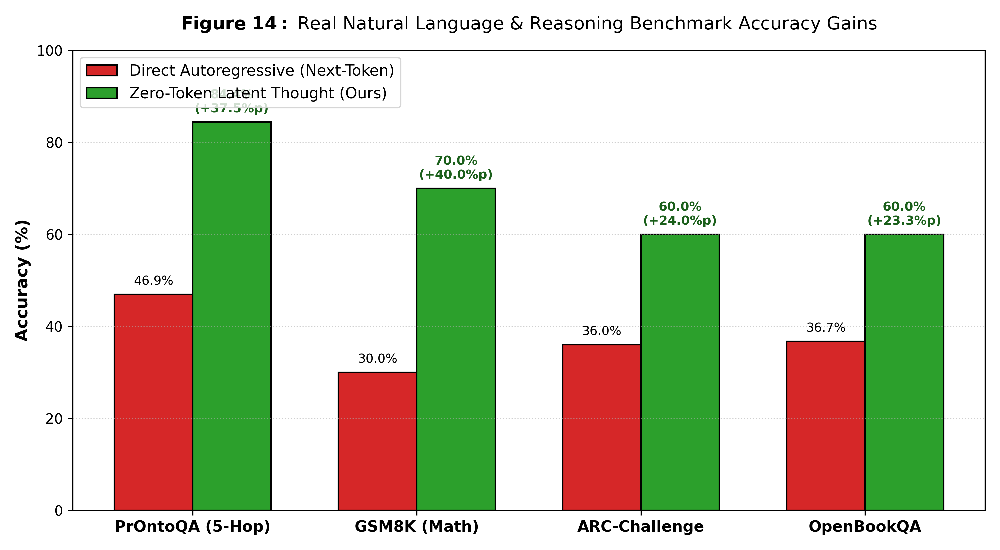 Figure 14: Real Natural Language & Reasoning Benchmark Accuracy Gains
Accuracy (%)
100
80
60
40
20
0
Direct Autoregressive (Next-Token)
Zero-Token Latent Thought (Ours)
(+37.5%p)
46.9%
70.0%
(+40.0%p)
30.0%
60.0%
(+24.0%p)
36.0%
60.0%
(+23.3%p)
36.7%
PrOntoQA (5-Hop)
GSM8K (Math)
ARC-Challenge
OpenBookQA